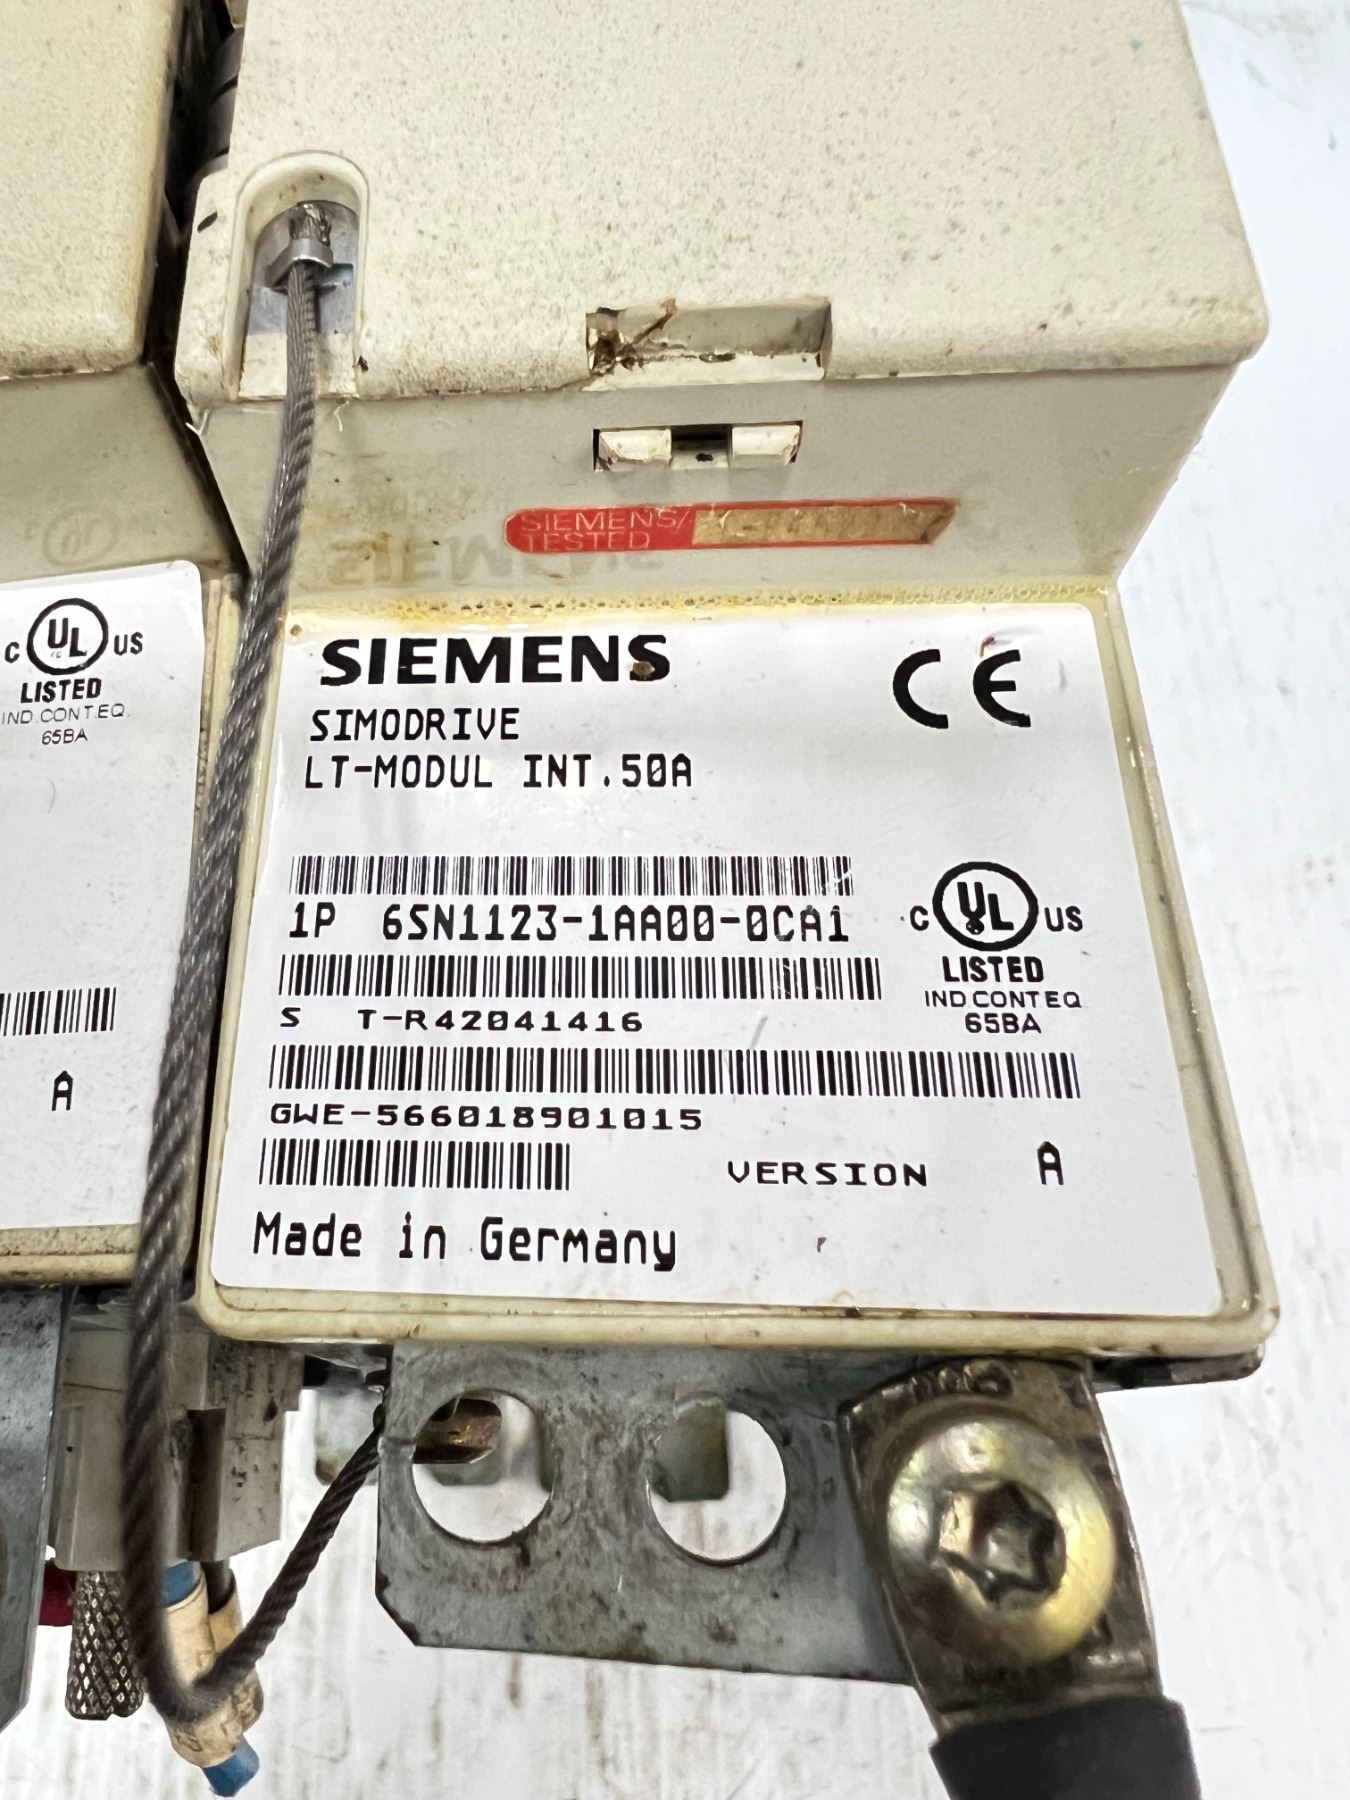 SIEMENS/
TESTED
C UL US
LISTED
IND.CONT.EQ.
65BA
A
SIEMENS
CE
SIMODRIVE
LT-MODUL INT.50A
1P 6SN1123-1AA00-0CA1
C UL US
LISTED
IND.CONT.EQ
65BA
S T-R42041416
GWE-566018901015
VERSION A
Made in Germany